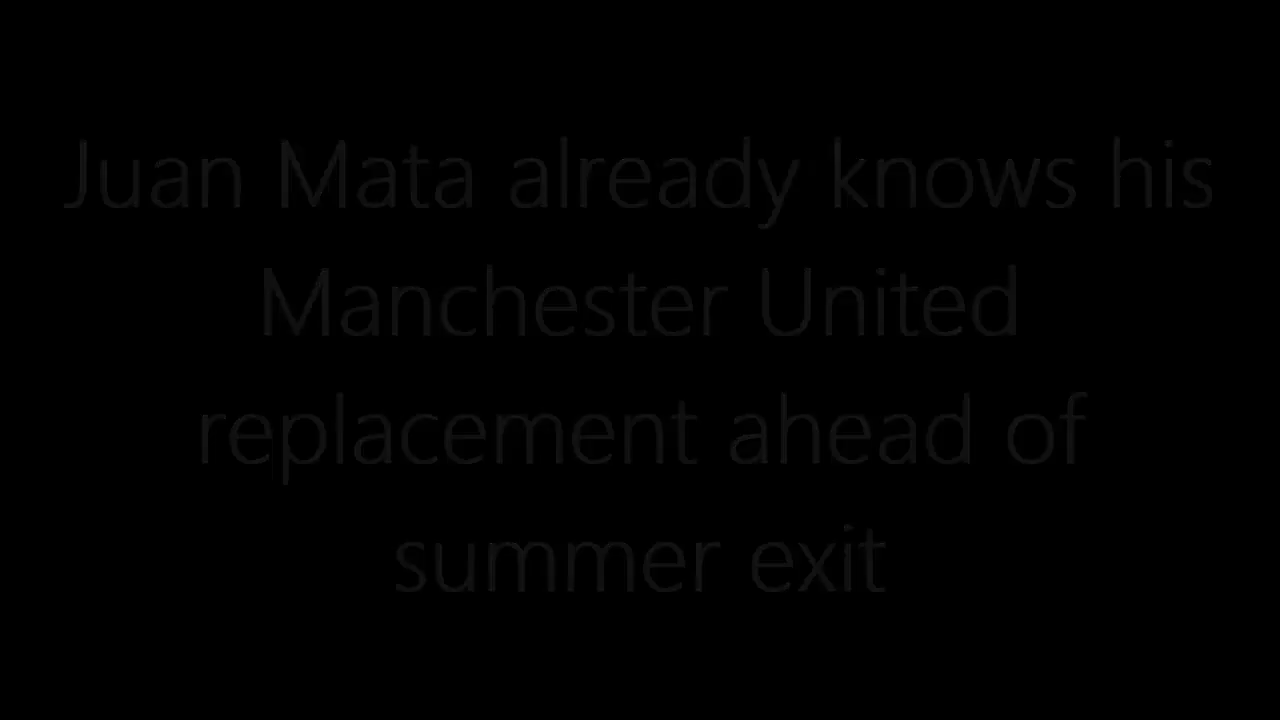 Juan Mata already knows his
Manchester United
replacement ahead of
summer exit